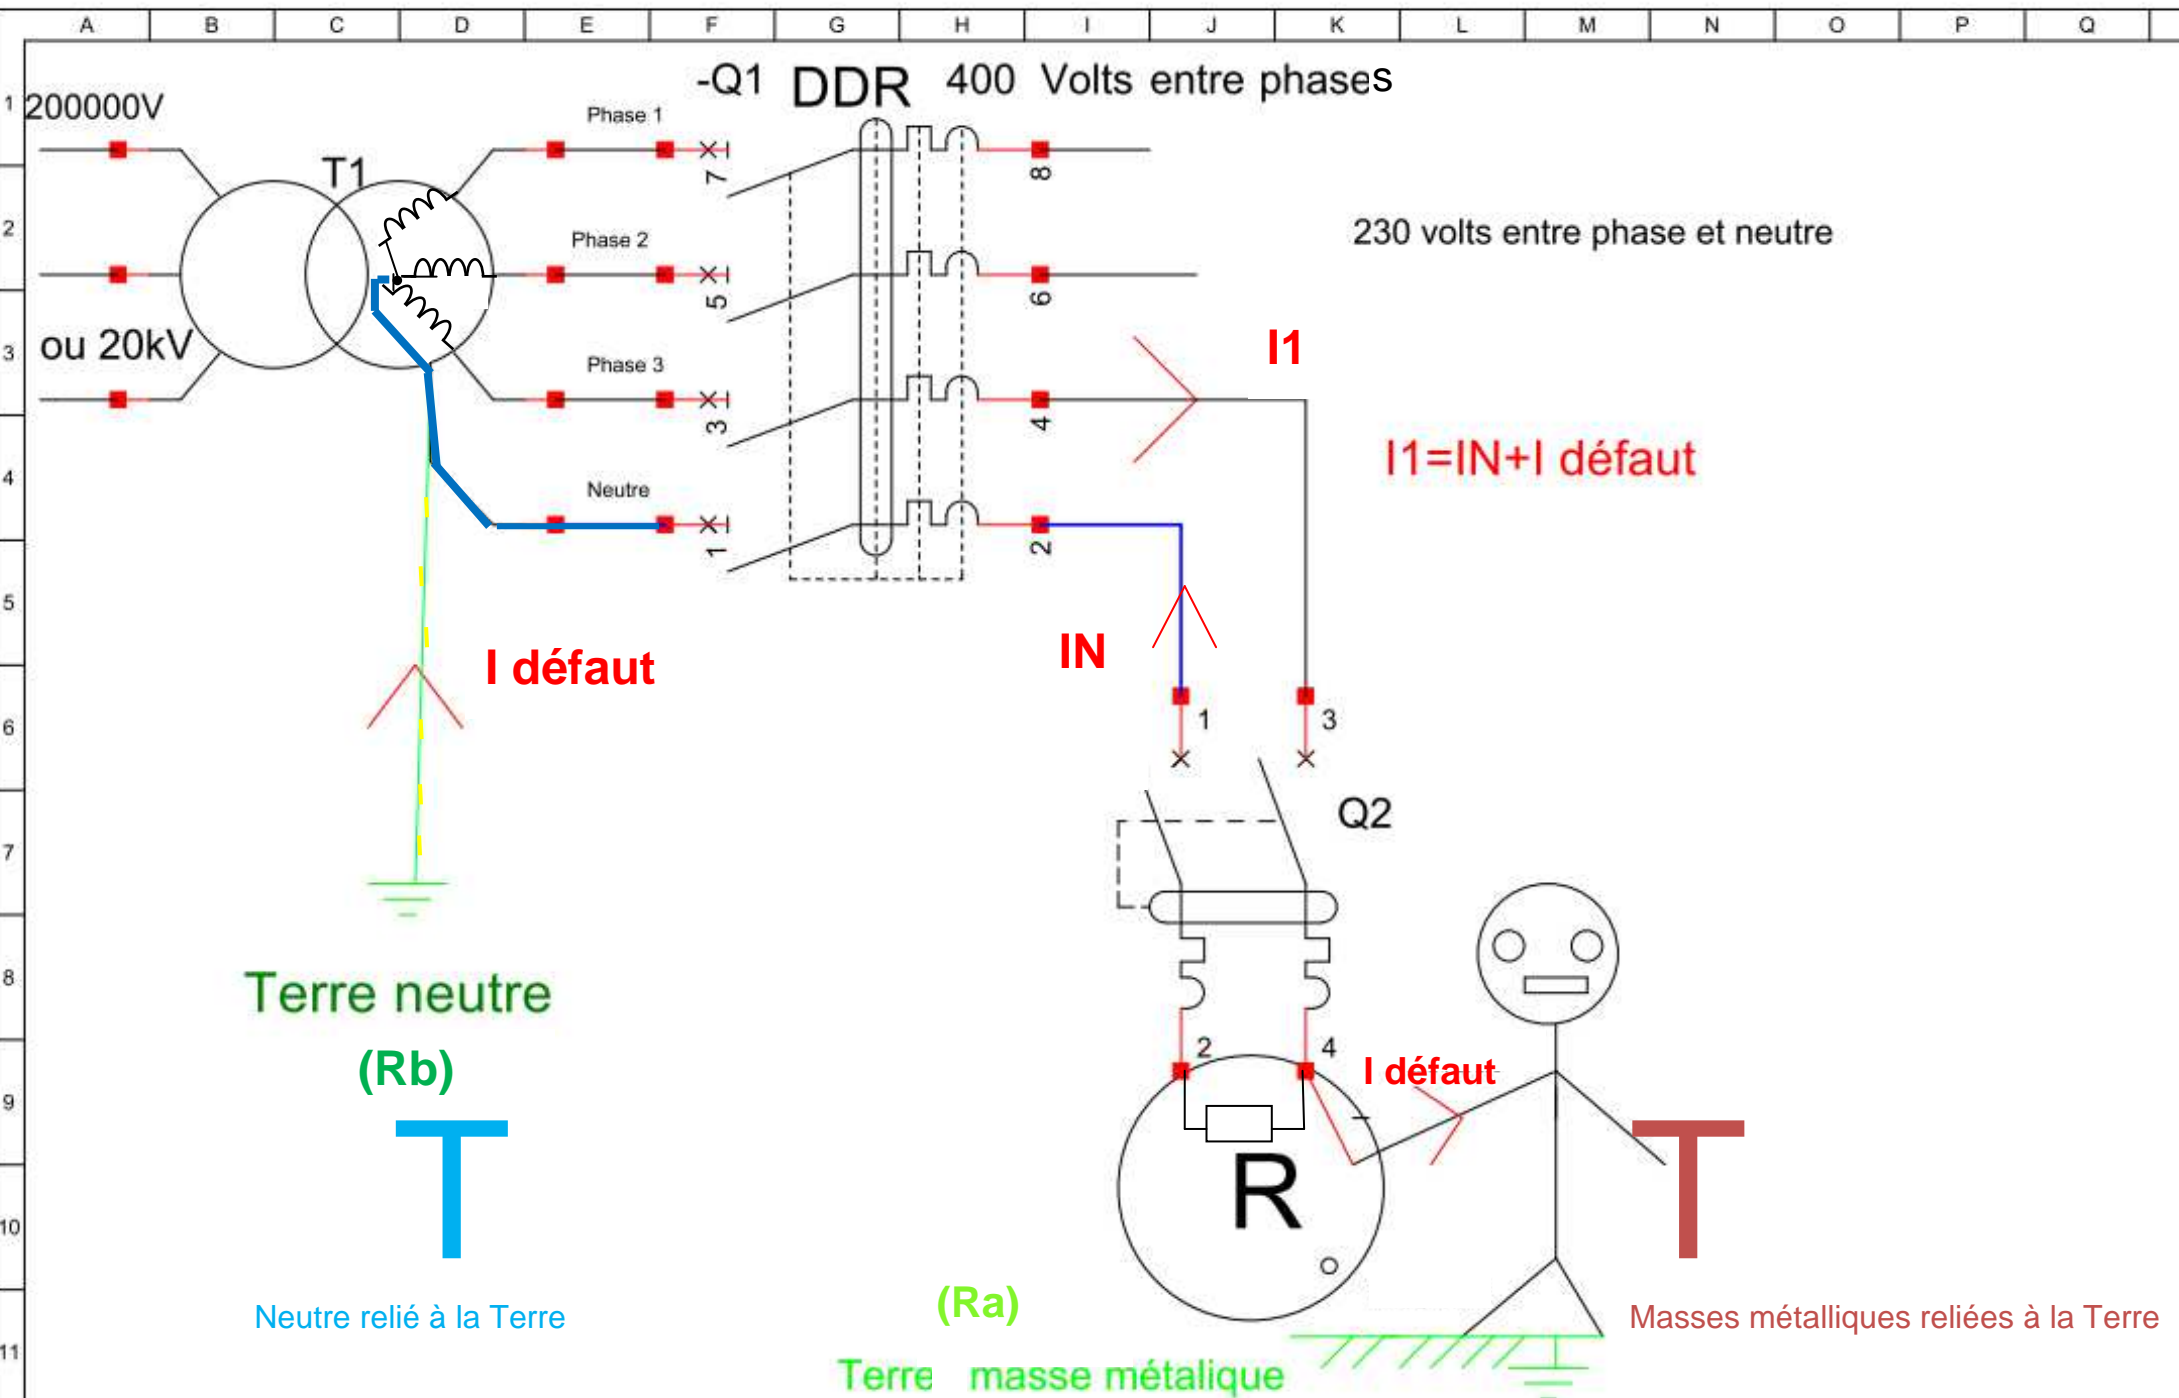 A B C D E F G H I J K L M N O P Q
-Q1 DDR 400 Volts entre phases
1
200000V
Phase 1
T1
7
8
2
Phase 2
230 volts entre phase et neutre
5
6
3
ou 20kV
Phase 3
I1
3
4
I1=IN+I défaut
4
Neutre
1
2
5
I défaut
IN
6
1
3
Q2
7
8
Terre neutre
2
4
(Rb)
I défaut
9
T
T
R
10
(Ra)
Neutre relié à la Terre
Masses métalliques reliées à la Terre
11
Terre masse métalique